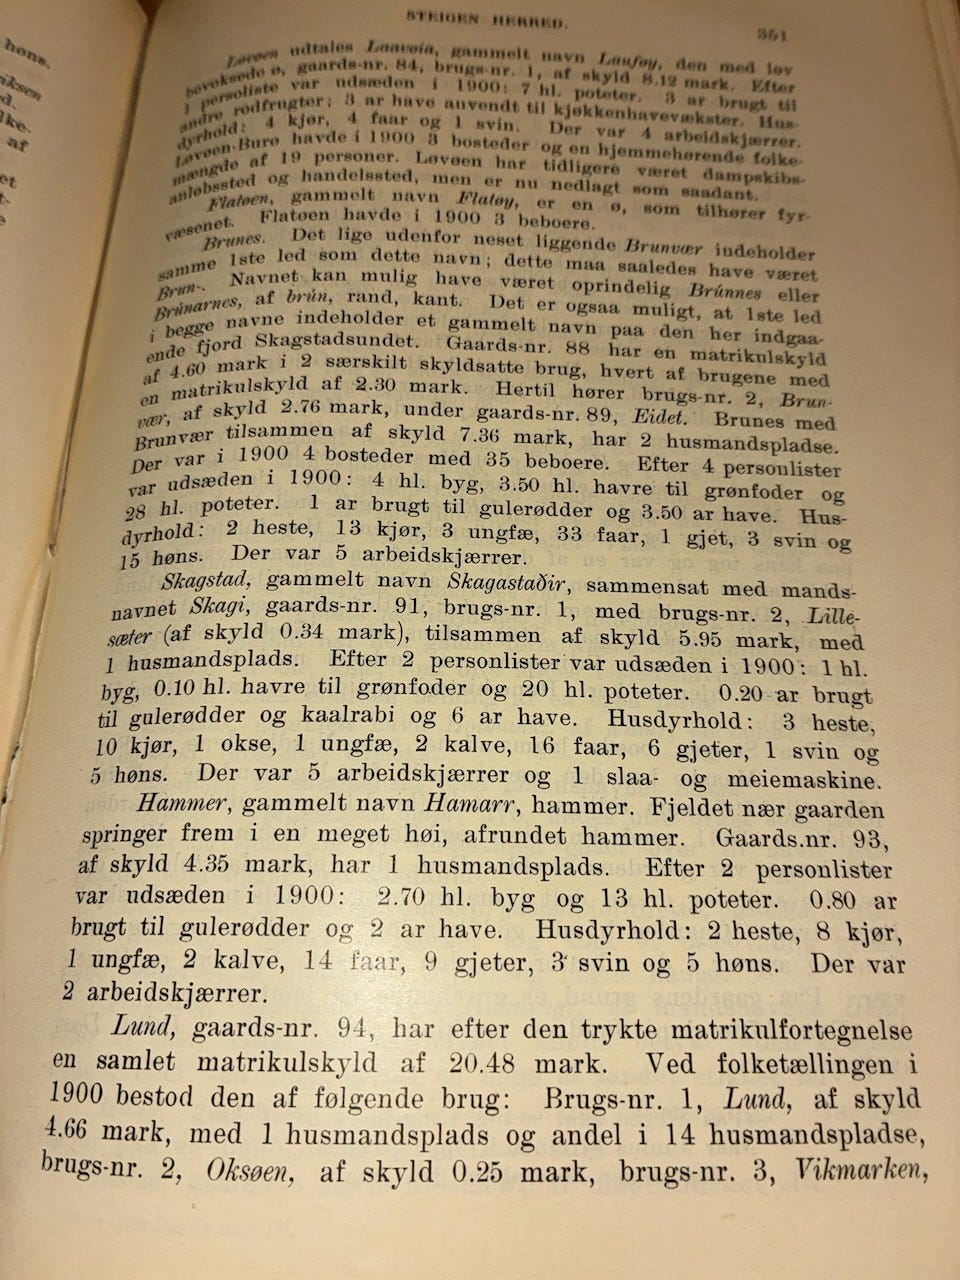 høns.
STEIGEN HERRED.
351
Løvøen udtales Laavøia, gammelt navn Lauføy, den med løv
bevoksede ø, gaards-nr. 84, brugs-nr. 1, af skyld 8.12 mark. Efter
1 personliste var udsæden i 1900: 7 hl. poteter. 3 ar brugt til
andre rodfrugter; 3 ar have anvendt til kjøkkenhavevækster. Hus-
dyrhold: 4 kjør, 4 faar og 1 svin. Der var 4 arbeidskjærrer.
Løvøen-Burø havde i 1900 3 bosteder og en hjemmehørende folke-
mængde af 19 personer. Løvøen har tidligere været dampskibs-
anløbssted og handelssted, men er nu nedlagt som saadant.
Flatøen, gammelt navn Flatøy, er en ø, som tilhører fyr-
væsenet. Flatøen havde i 1900 3 beboere.
Brunes. Det lige udenfor neset liggende Brunvær indeholder
samme 1ste led som dette navn; dette maa saaledes have været
Brun-. Navnet kan mulig have været oprindelig Brúnnes eller
Brúnarnes, af brún, rand, kant. Det er ogsaa muligt, at 1ste led
i begge navne indeholder et gammelt navn paa den her indgaa-
ende fjord Skagstadsundet. Gaards-nr. 88 har en matrikulskyld
af 4.60 mark i 2 særskilt skyldsatte brug, hvert af brugene med
en matrikulskyld af 2.30 mark. Hertil hører brugs-nr. 2, Brun-
vær, af skyld 2.76 mark, under gaards-nr. 89, Eidet. Brunes med
Brunvær tilsammen af skyld 7.36 mark, har 2 husmandspladse.
Der var i 1900 4 bosteder med 35 beboere. Efter 4 personlister
var udsæden i 1900: 4 hl. byg, 3.50 hl. havre til grønfoder og
28 hl. poteter. 1 ar brugt til gulerødder og 3.50 ar have. Hus-
dyrhold: 2 heste, 13 kjør, 3 ungfæ, 33 faar, 1 gjet, 3 svin og
15 høns. Der var 5 arbeidskjærrer.
Skagstad, gammelt navn Skagastaðir, sammensat med mands-
navnet Skagi, gaards-nr. 91, brugs-nr. 1, med brugs-nr. 2, Lille-
sæter (af skyld 0.34 mark), tilsammen af skyld 5.95 mark, med
1 husmandsplads. Efter 2 personlister var udsæden i 1900: 1 hl.
byg, 0.10 hl. havre til grønfoder og 20 hl. poteter. 0.20 ar brugt
til gulerødder og kaalrabi og 6 ar have. Husdyrhold: 3 heste,
10 kjør, 1 okse, 1 ungfæ, 2 kalve, 16 faar, 6 gjeter, 1 svin og
5 høns. Der var 5 arbeidskjærrer og 1 slaa- og meiemaskine.
Hammer, gammelt navn Hamarr, hammer. Fjeldet nær gaarden
springer frem i en meget høi, afrundet hammer. Gaards.nr. 93,
af skyld 4.35 mark, har 1 husmandsplads. Efter 2 personlister
var udsæden i 1900: 2.70 hl. byg og 13 hl. poteter. 0.80 ar
brugt til gulerødder og 2 ar have. Husdyrhold: 2 heste, 8 kjør,
1 ungfæ, 2 kalve, 14 faar, 9 gjeter, 3 svin og 5 høns. Der var
2 arbeidskjærrer.
Lund, gaards-nr. 94, har efter den trykte matrikulfortegnelse
en samlet matrikulskyld af 20.48 mark. Ved folketællingen i
1900 bestod den af følgende brug: Brugs-nr. 1, Lund, af skyld
4.66 mark, med 1 husmandsplads og andel i 14 husmandspladse,
brugs-nr. 2, Oksøen, af skyld 0.25 mark, brugs-nr. 3, Vikmarken,